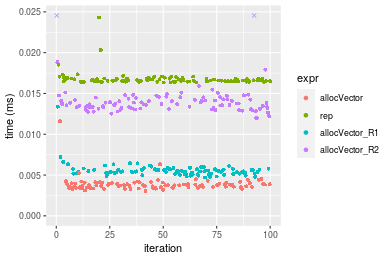 0.025
0.020
0.015
0.010
0.005
0.000
time (ms)
0
25
50
75
100
iteration
expr
allocVector
rep
allocVector_R1
allocVector_R2